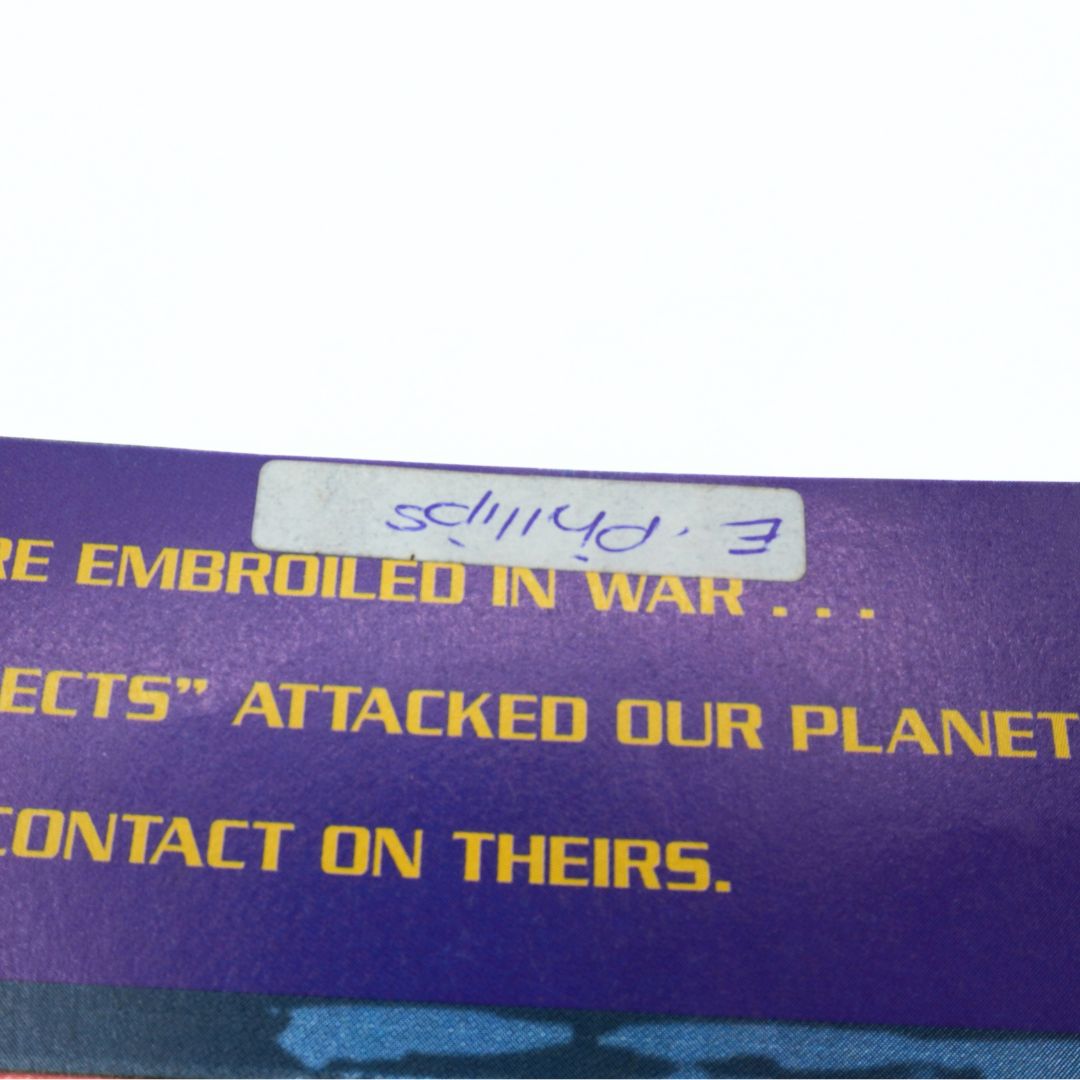 E. Phillips
RE EMBROILED IN WAR . . .
ECTS” ATTACKED OUR PLANET
CONTACT ON THEIRS.